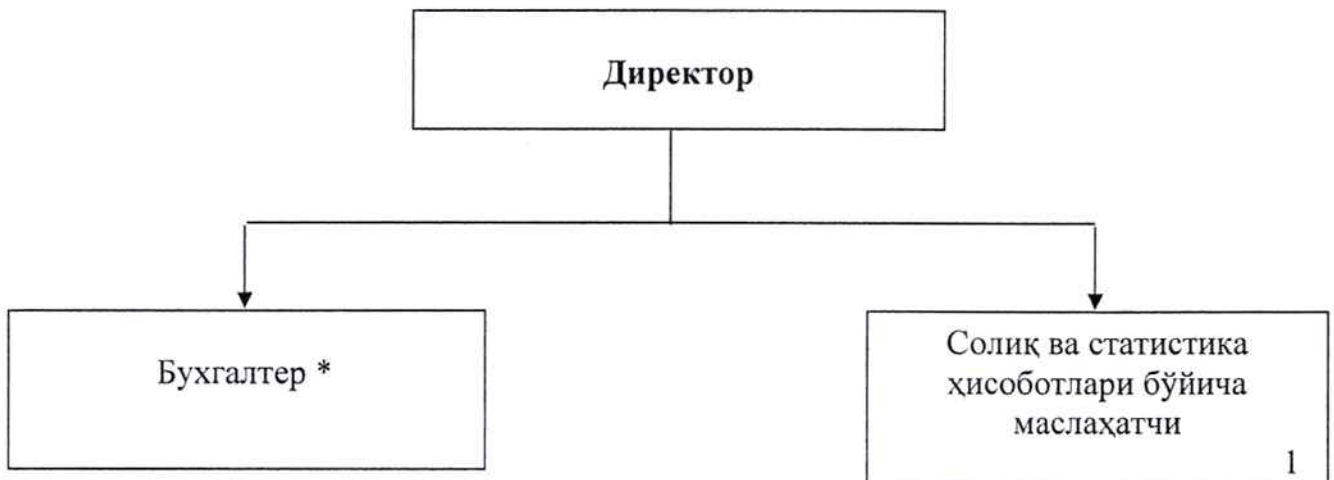 Директор
Бухгалтер *
Солиқ ва статистика
ҳисоботлари бўйича
маслаҳатчи
1